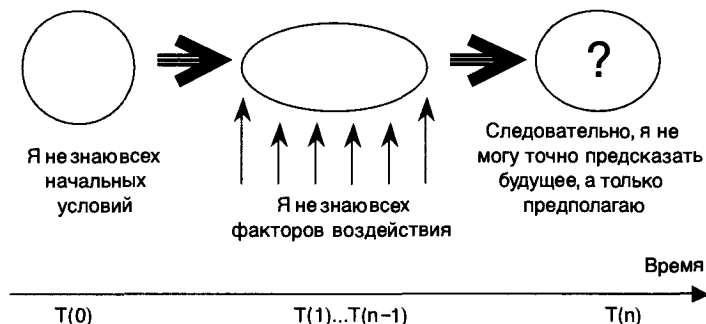 ?
Я не знаю всех
начальных
условий
Я не знаю всех
факторов воздействия
Следовательно, я не
могу точно предсказать
будущее, а только
предполагаю
Время
T(0)
T(1)...T(n−1)
T(n)